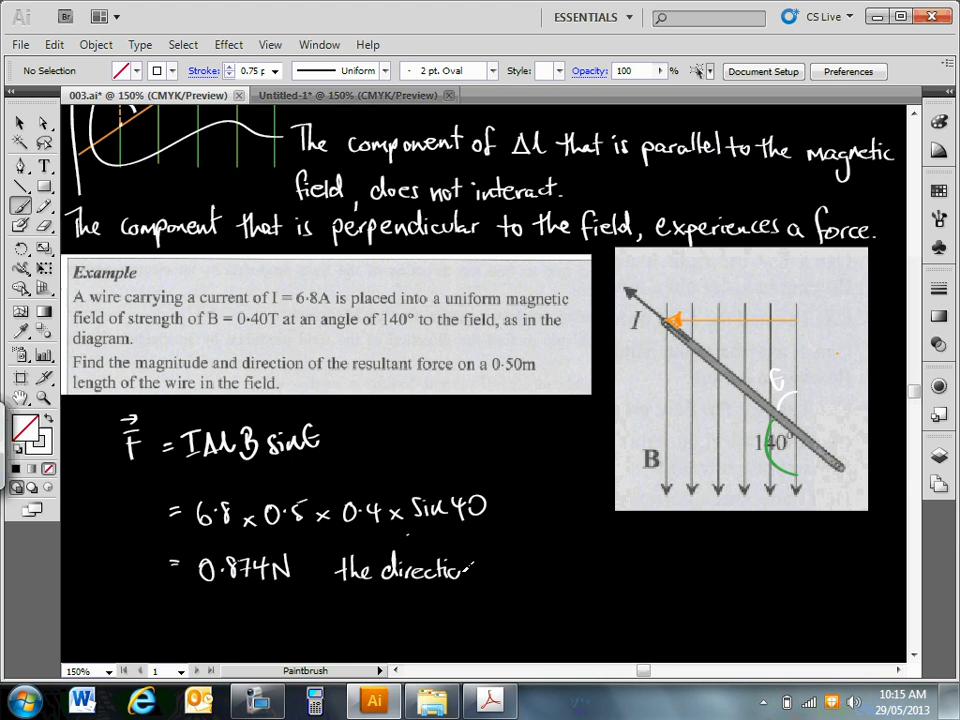 Ai Br ESSENTIALS CS Live
File Edit Object Type Select Effect View Window Help
No Selection Stroke: 0.75 p Uniform 2 pt. Oval Style: Opacity: 100 % Document Setup Preferences
003.ai* @ 150% (CMYK/Preview) Untitled-1* @ 150% (CMYK/Preview)
The component of Δl that is parallel to the magnetic
field, does not interact.
The component that is perpendicular to the field, experiences a force.
Example
A wire carrying a current of I = 6·8A is placed into a uniform magnetic
field of strength of B = 0·40T at an angle of 140° to the field, as in the
diagram.
Find the magnitude and direction of the resultant force on a 0·50m
length of the wire in the field.
I
140°
B
F = IΔl B sinθ
= 6.8 × 0.5 × 0.4 × sin 40
= 0.874N the directio
150% 1 Paintbrush
10:15 AM
29/05/2013